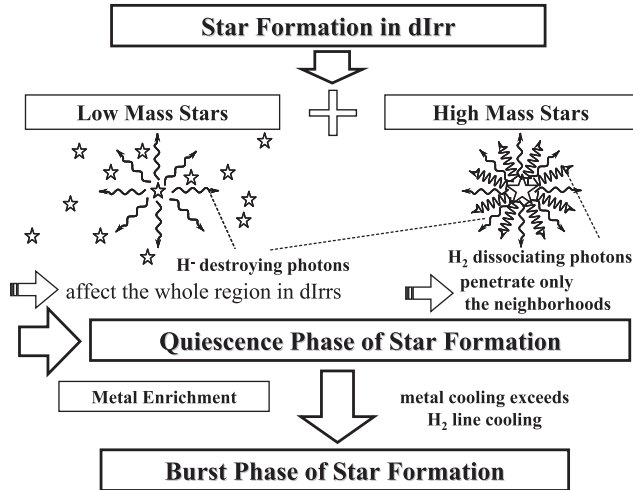 Star Formation in dIrr
Low Mass Stars
High Mass Stars
H- destroying photons
H2 dissociating photons
affect the whole region in dIrrs
penetrate only
the neighborhoods
Quiescence Phase of Star Formation
Metal Enrichment
metal cooling exceeds
H2 line cooling
Burst Phase of Star Formation